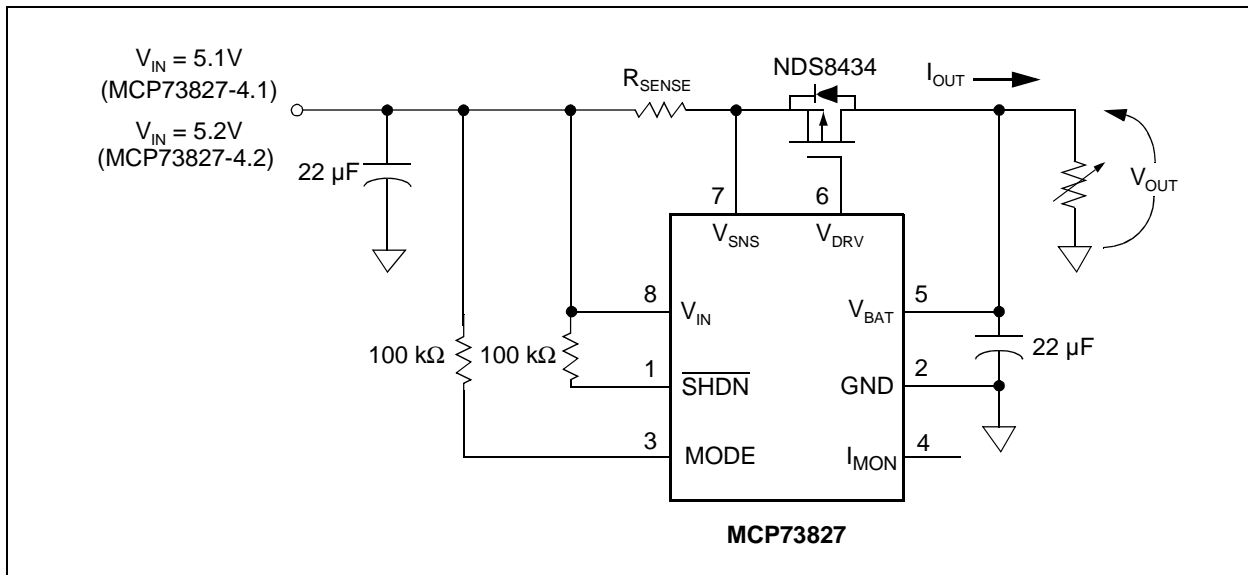 V_IN = 5.1V
(MCP73827-4.1)
V_IN = 5.2V
(MCP73827-4.2)
22 µF
R_SENSE
NDS8434
I_OUT
V_OUT
7
6
V_SNS
V_DRV
8
V_IN
V_BAT
5
100 kΩ
100 kΩ
22 µF
1
SHDN
GND
2
3
MODE
I_MON
4
MCP73827